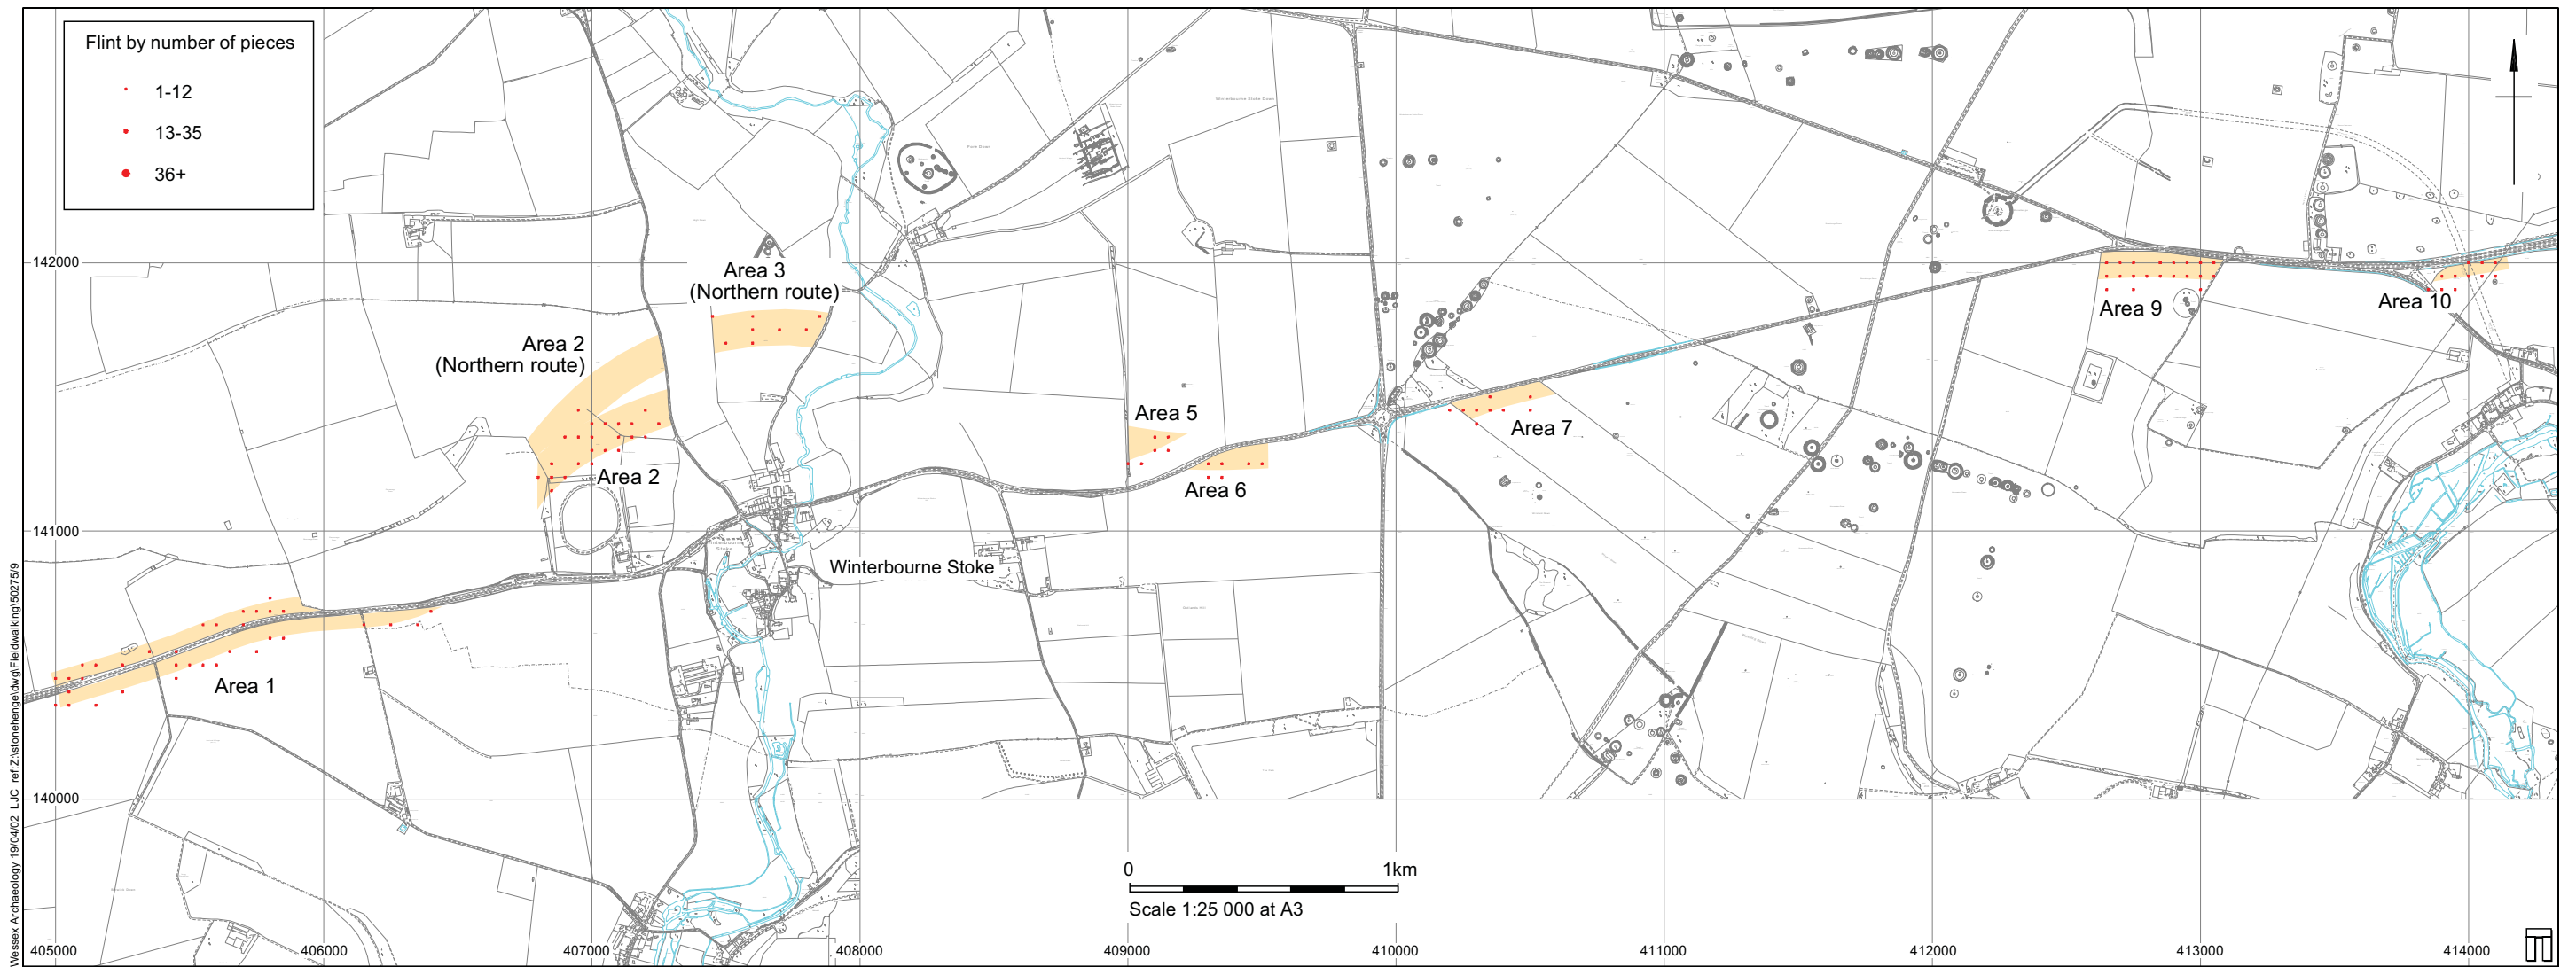 Flint by number of pieces
1-12
13-35
36+
Area 3
(Northern route)
142000
Area 2
(Northern route)
Area 9
Area 10
Area 5
Area 7
Area 2
Area 6
141000
Winterbourne Stoke
Area 1
140000
0 1km
Scale 1:25 000 at A3
405000 406000 407000 408000 409000 410000 411000 412000 413000 414000
Wessex Archaeology 19/04/02 LJC ref:Z:\stonehenge\dwg\Fieldwalking\50275/9